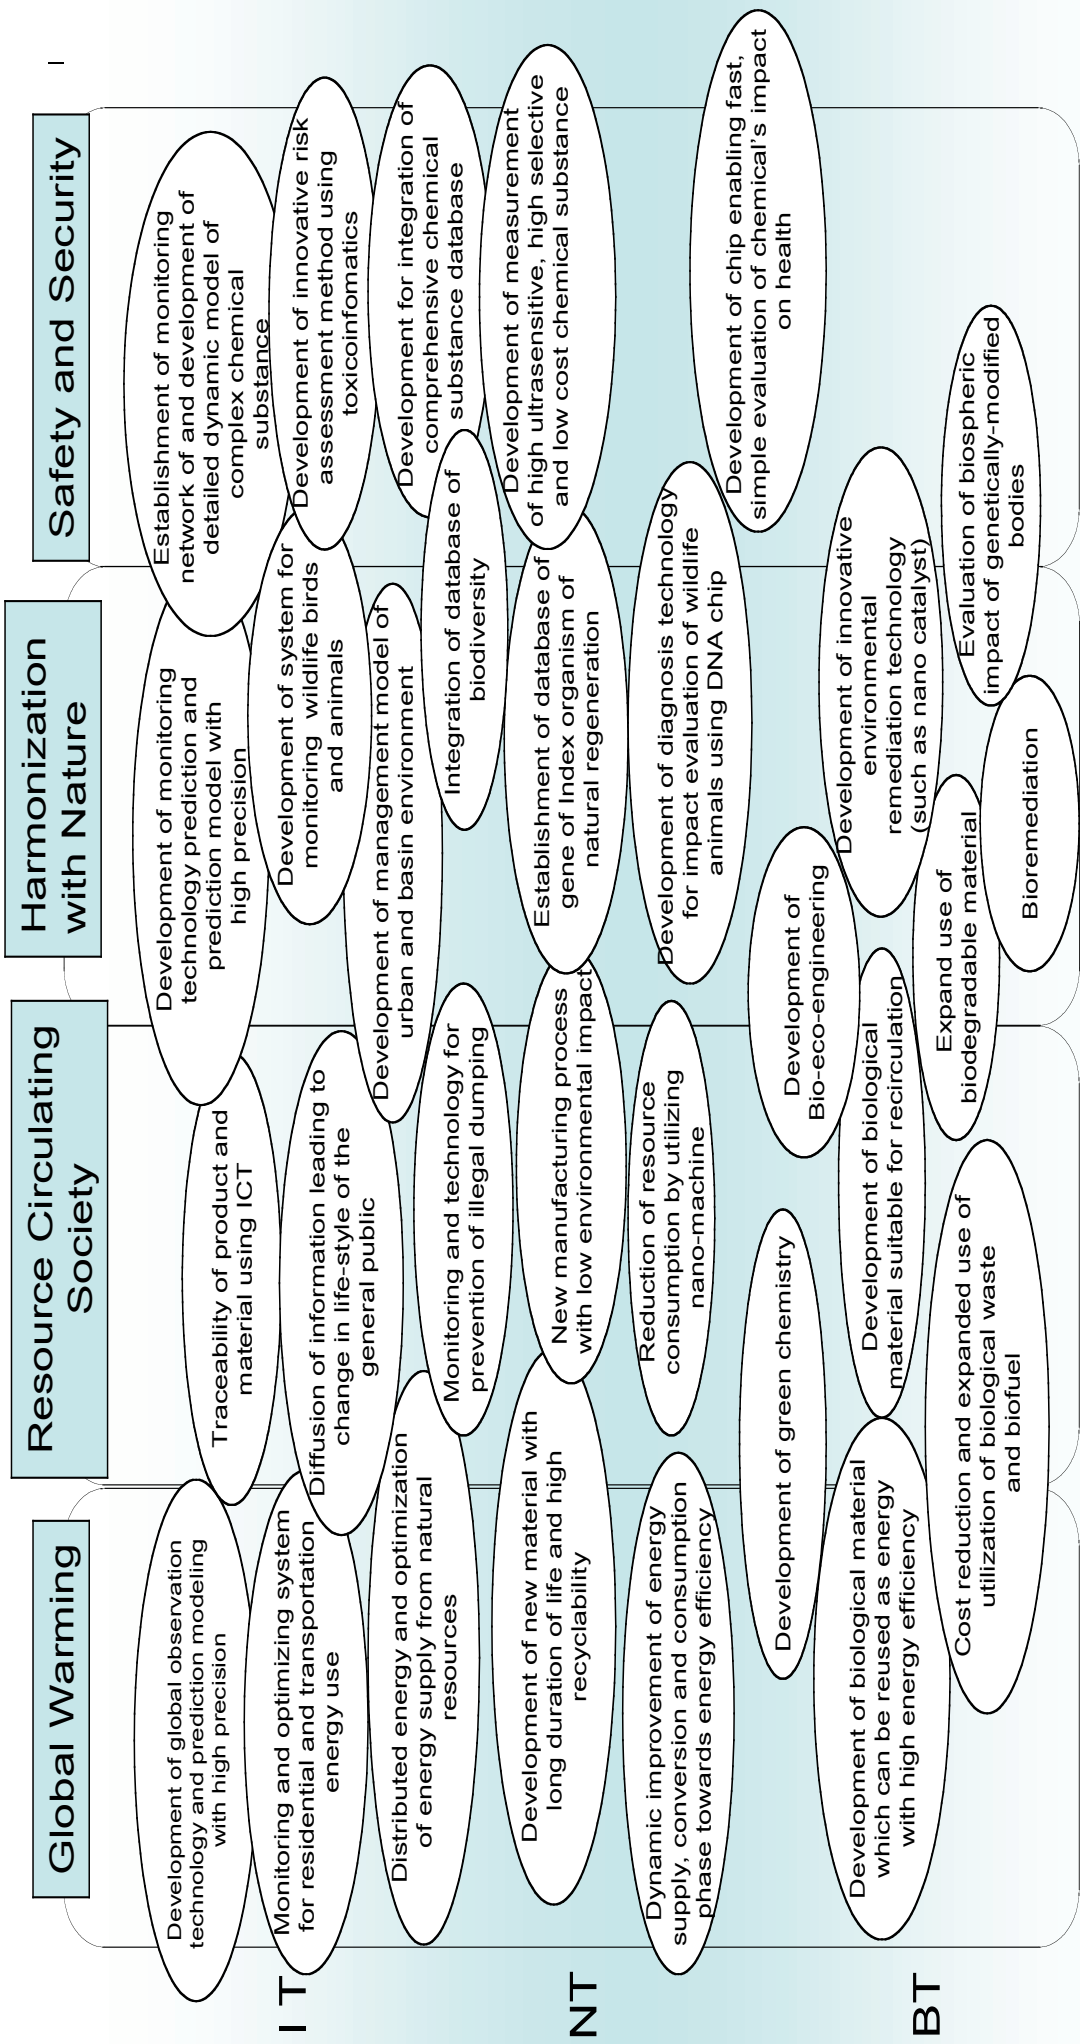 Global Warming
Resource Circulating
Society
Harmonization
with Nature
Safety and Security
I T
NT
BT
Development of global observation
technology and prediction modeling
with high precision
Monitoring and optimizing system
for residential and transportation
energy use
Distributed energy and optimization
of energy supply from natural
resources
Development of new material with
long duration of life and high
recyclability
Dynamic improvement of energy
supply, conversion and consumption
phase towards energy efficiency
Development of biological material
which can be reused as energy
with high energy efficiency
Traceability of product and
material using ICT
Diffusion of information leading to
change in life-style of the
general public
Monitoring and technology for
prevention of illegal dumping
New manufacturing process
with low environmental impact
Reduction of resource
consumption by utilizing
nano-machine
Development of green chemistry
Development of biological
material suitable for recirculation
Cost reduction and expanded use of
utilization of biological waste
and biofuel
Development of monitoring
technology prediction and
prediction model with
high precision
Development of system for
monitoring wildlife birds
and animals
Development of management model of
urban and basin environment
Integration of database of
biodiversity
Establishment of database of
gene of Index organism of
natural regeneration
Development of diagnosis technology
for impact evaluation of wildlife
animals using DNA chip
Development of
Bio-eco-engineering
Development of innovative
environmental
remediation technology
(such as nano catalyst)
Expand use of
biodegradable material
Bioremediation
Establishment of monitoring
network of and development of
detailed dynamic model of
complex chemical
substance
Development of innovative risk
assessment method using
toxicoinfomatics
Development for integration of
comprehensive chemical
substance database
Development of measurement
of high ultrasensitive, high selective
and low cost chemical substance
Development of chip enabling fast,
simple evaluation of chemical's impact
on health
Evaluation of biospheric
impact of genetically-modified
bodies